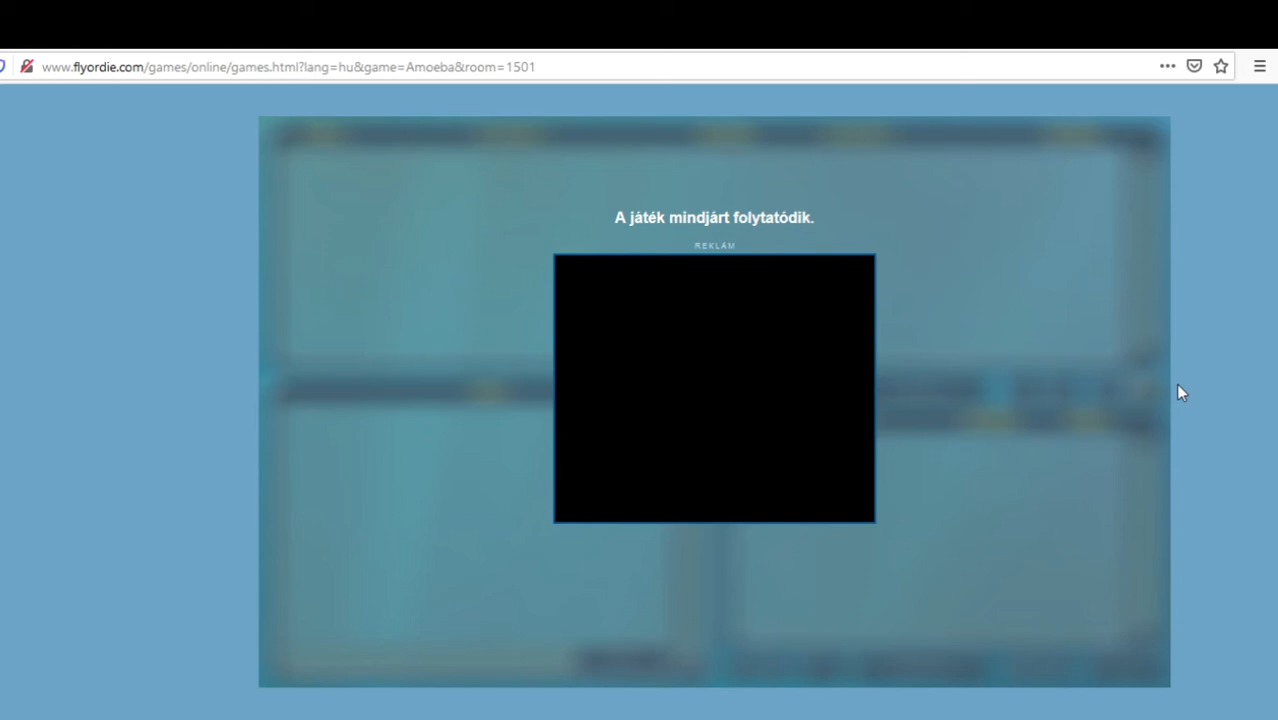 www.flyordie.com/games/online/games.html?lang=hu&game=Amoeba&room=1501
A játék mindjárt folytatódik.
REKLÁM